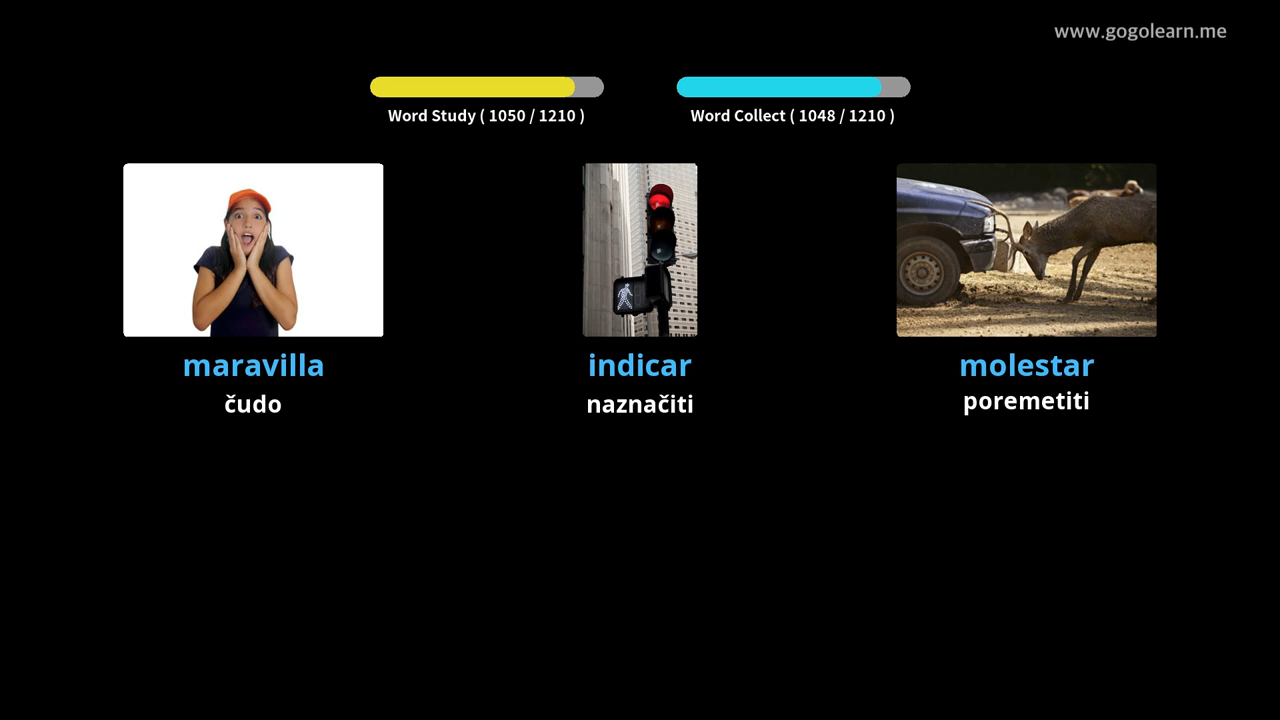 www.gogolearn.me
Word Study ( 1050 / 1210 )
Word Collect ( 1048 / 1210 )
maravilla
čudo
indicar
naznačiti
molestar
poremetiti